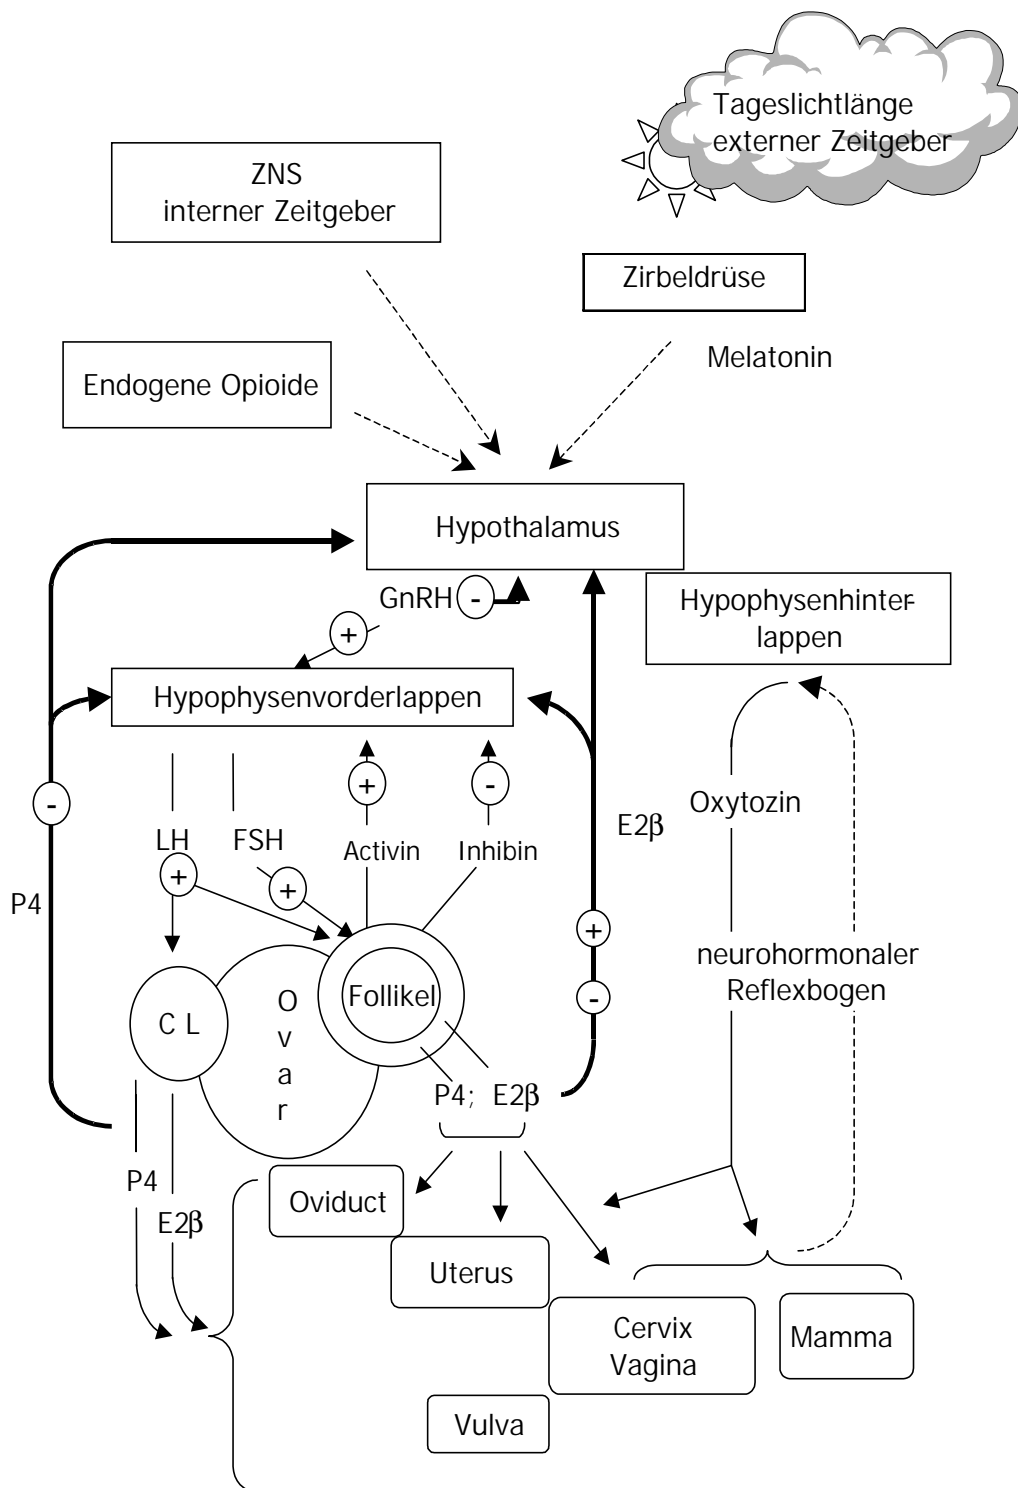 Tageslichtlänge
externer Zeitgeber
ZNS
interner Zeitgeber
Zirbeldrüse
Melatonin
Endogene Opioide
Hypothalamus
GnRH
-
+
Hypophysenhinter-
lappen
Hypophysenvorderlappen
+
-
-
Oxytozin
E2β
LH
FSH
Activin
Inhibin
+
+
P4
+
-
neurohormonaler
Reflexbogen
Follikel
C L
O
v
a
r
P4; E2β
P4
E2β
Oviduct
Uterus
Cervix
Vagina
Mamma
Vulva